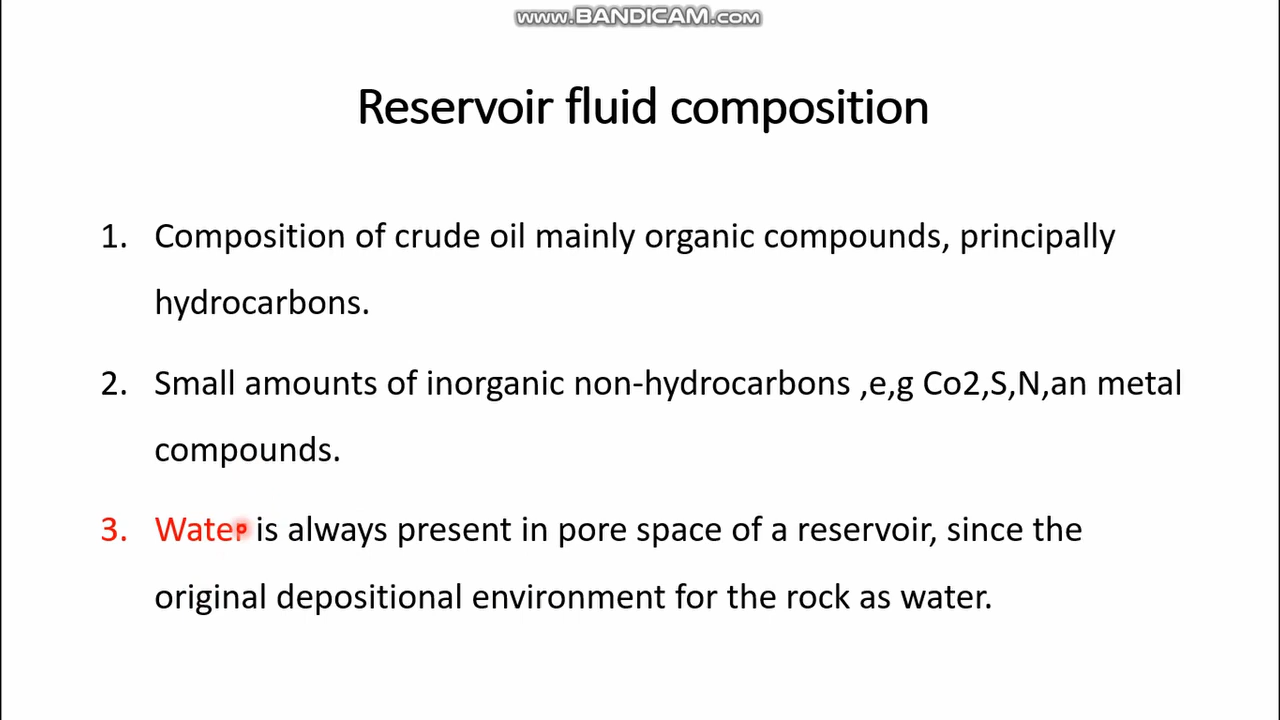 www.BANDICAM.com
Reservoir fluid composition
1. Composition of crude oil mainly organic compounds, principally
hydrocarbons.
2. Small amounts of inorganic non-hydrocarbons ,e,g Co2,S,N,an metal
compounds.
3. Water is always present in pore space of a reservoir, since the
original depositional environment for the rock as water.